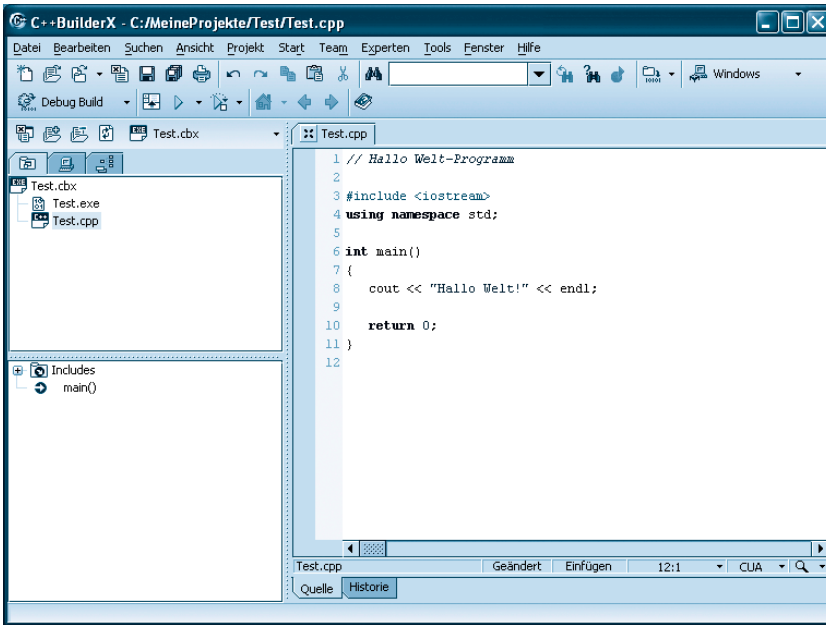 C++BuilderX - C:/MeineProjekte/Test/Test.cpp
Datei Bearbeiten Suchen Ansicht Projekt Start Team Experten Tools Fenster Hilfe
Windows
Debug Build
Test.cbx
Test.cpp
Test.cbx
Test.exe
Test.cpp
Includes
main()
1 // Hallo Welt-Programm
2
3 #include <iostream>
4 using namespace std;
5
6 int main()
7 {
8 cout << "Hallo Welt!" << endl;
9
10 return 0;
11 }
12
Test.cpp Geändert Einfügen 12:1 CUA
Quelle Historie